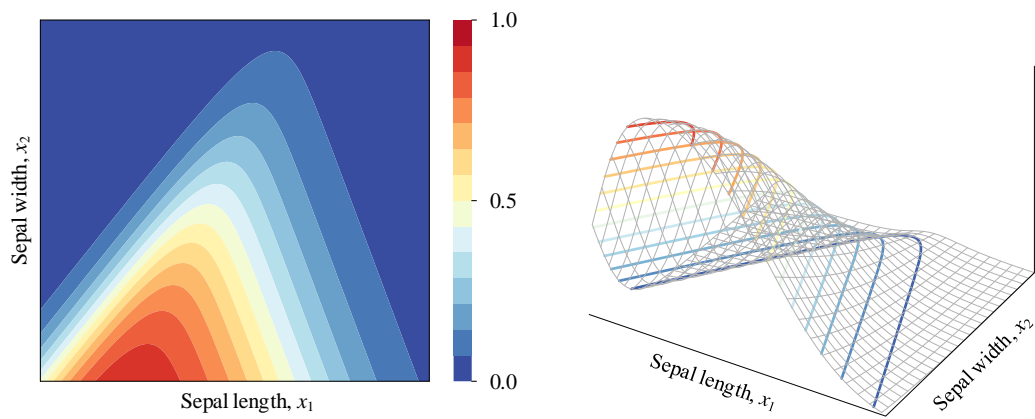 1.0
0.5
0.0
Sepal width, x₂
Sepal length, x₁
Sepal length, x₁
Sepal width, x₂